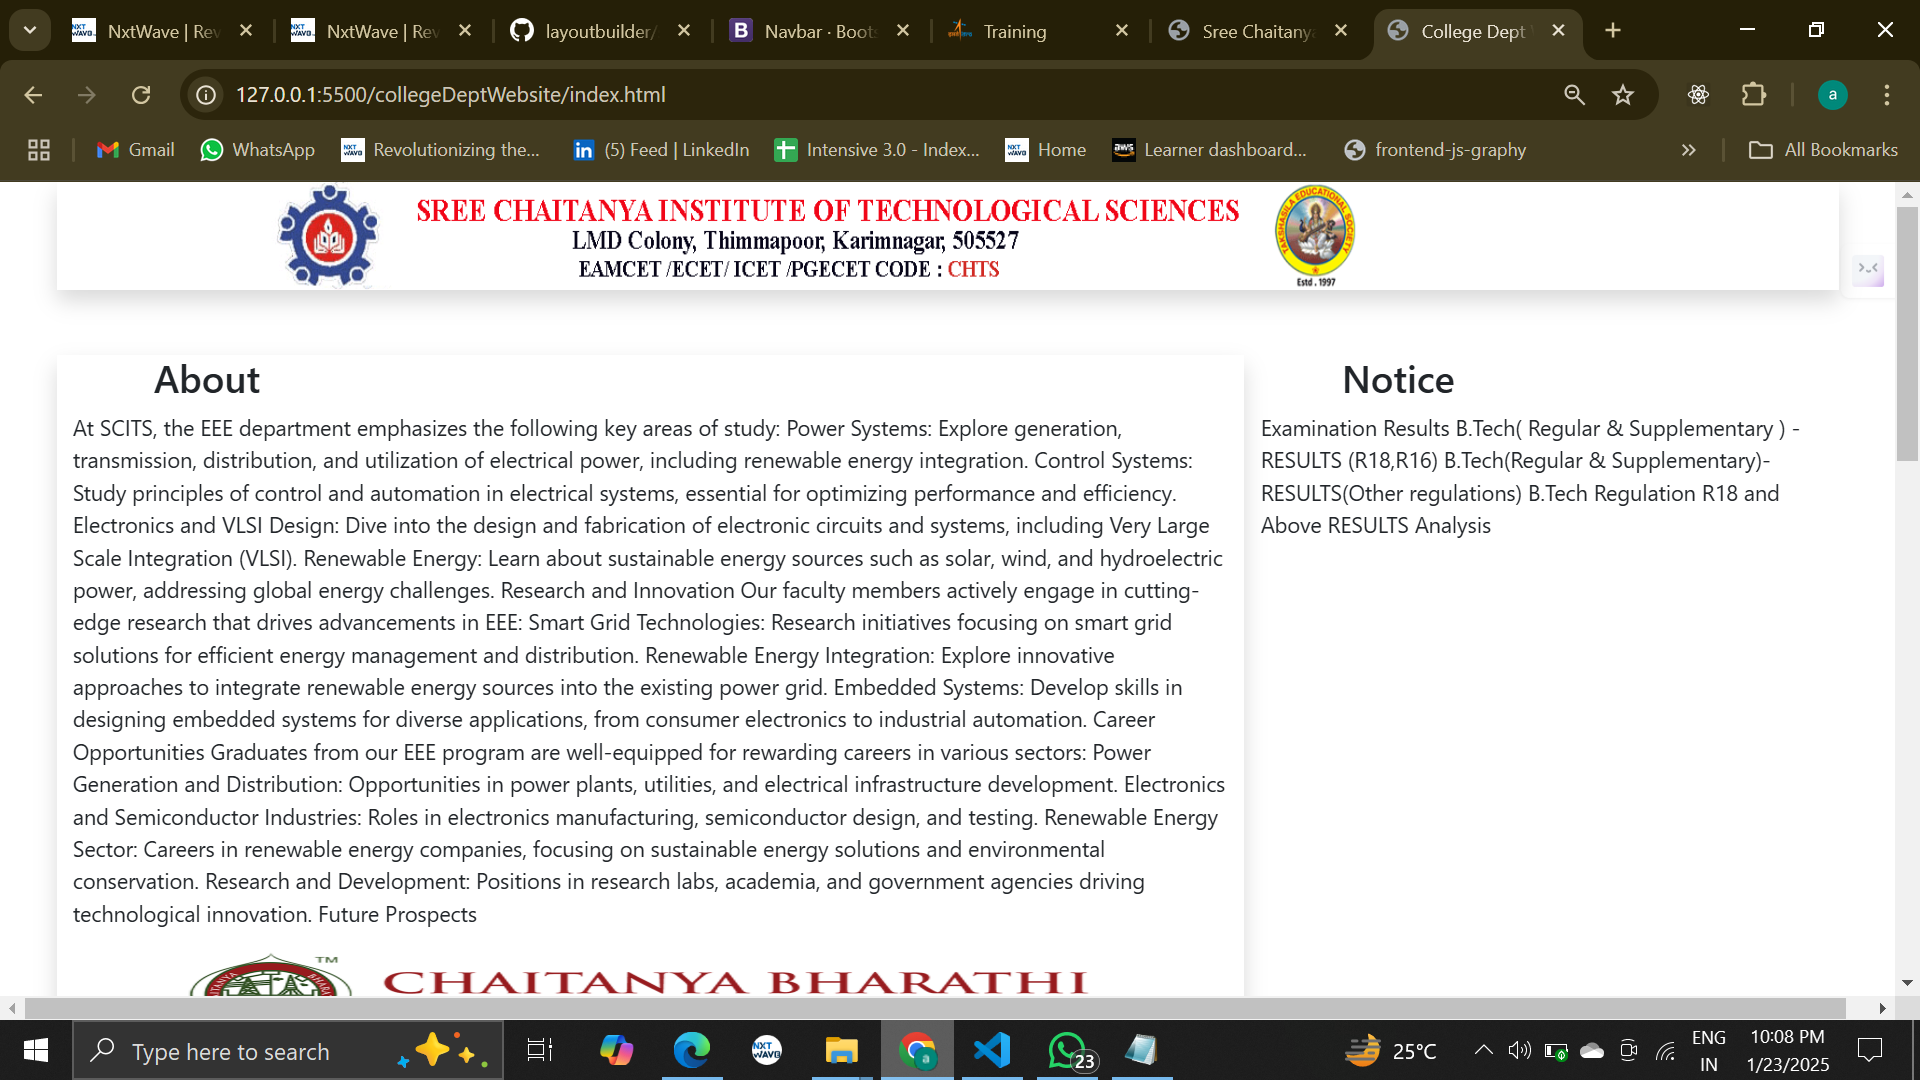 NxtWave | Rev
NxtWave | Rev
layoutbuilder/
Navbar · Boots
Training
Sree Chaitanya
College Dept W
127.0.0.1:5500/collegeDeptWebsite/index.html
a
Gmail
WhatsApp
Revolutionizing the...
(5) Feed | LinkedIn
Intensive 3.0 - Index...
Home
Learner dashboard...
frontend-js-graphy
All Bookmarks
SREE CHAITANYA INSTITUTE OF TECHNOLOGICAL SCIENCES
LMD Colony, Thimmapoor, Karimnagar, 505527
EAMCET /ECET/ ICET /PGECET CODE : CHTS
TAKSHASILA EDUCATIONAL SOCIETY
Estd . 1997
About
At SCITS, the EEE department emphasizes the following key areas of study: Power Systems: Explore generation,
transmission, distribution, and utilization of electrical power, including renewable energy integration. Control Systems:
Study principles of control and automation in electrical systems, essential for optimizing performance and efficiency.
Electronics and VLSI Design: Dive into the design and fabrication of electronic circuits and systems, including Very Large
Scale Integration (VLSI). Renewable Energy: Learn about sustainable energy sources such as solar, wind, and hydroelectric
power, addressing global energy challenges. Research and Innovation Our faculty members actively engage in cutting-
edge research that drives advancements in EEE: Smart Grid Technologies: Research initiatives focusing on smart grid
solutions for efficient energy management and distribution. Renewable Energy Integration: Explore innovative
approaches to integrate renewable energy sources into the existing power grid. Embedded Systems: Develop skills in
designing embedded systems for diverse applications, from consumer electronics to industrial automation. Career
Opportunities Graduates from our EEE program are well-equipped for rewarding careers in various sectors: Power
Generation and Distribution: Opportunities in power plants, utilities, and electrical infrastructure development. Electronics
and Semiconductor Industries: Roles in electronics manufacturing, semiconductor design, and testing. Renewable Energy
Sector: Careers in renewable energy companies, focusing on sustainable energy solutions and environmental
conservation. Research and Development: Positions in research labs, academia, and government agencies driving
technological innovation. Future Prospects
Notice
Examination Results B.Tech( Regular & Supplementary ) -
RESULTS (R18,R16) B.Tech(Regular & Supplementary)-
RESULTS(Other regulations) B.Tech Regulation R18 and
Above RESULTS Analysis
TM
CHAITANYA BHARATHI
Type here to search
23
25°C
ENG
IN
10:08 PM
1/23/2025